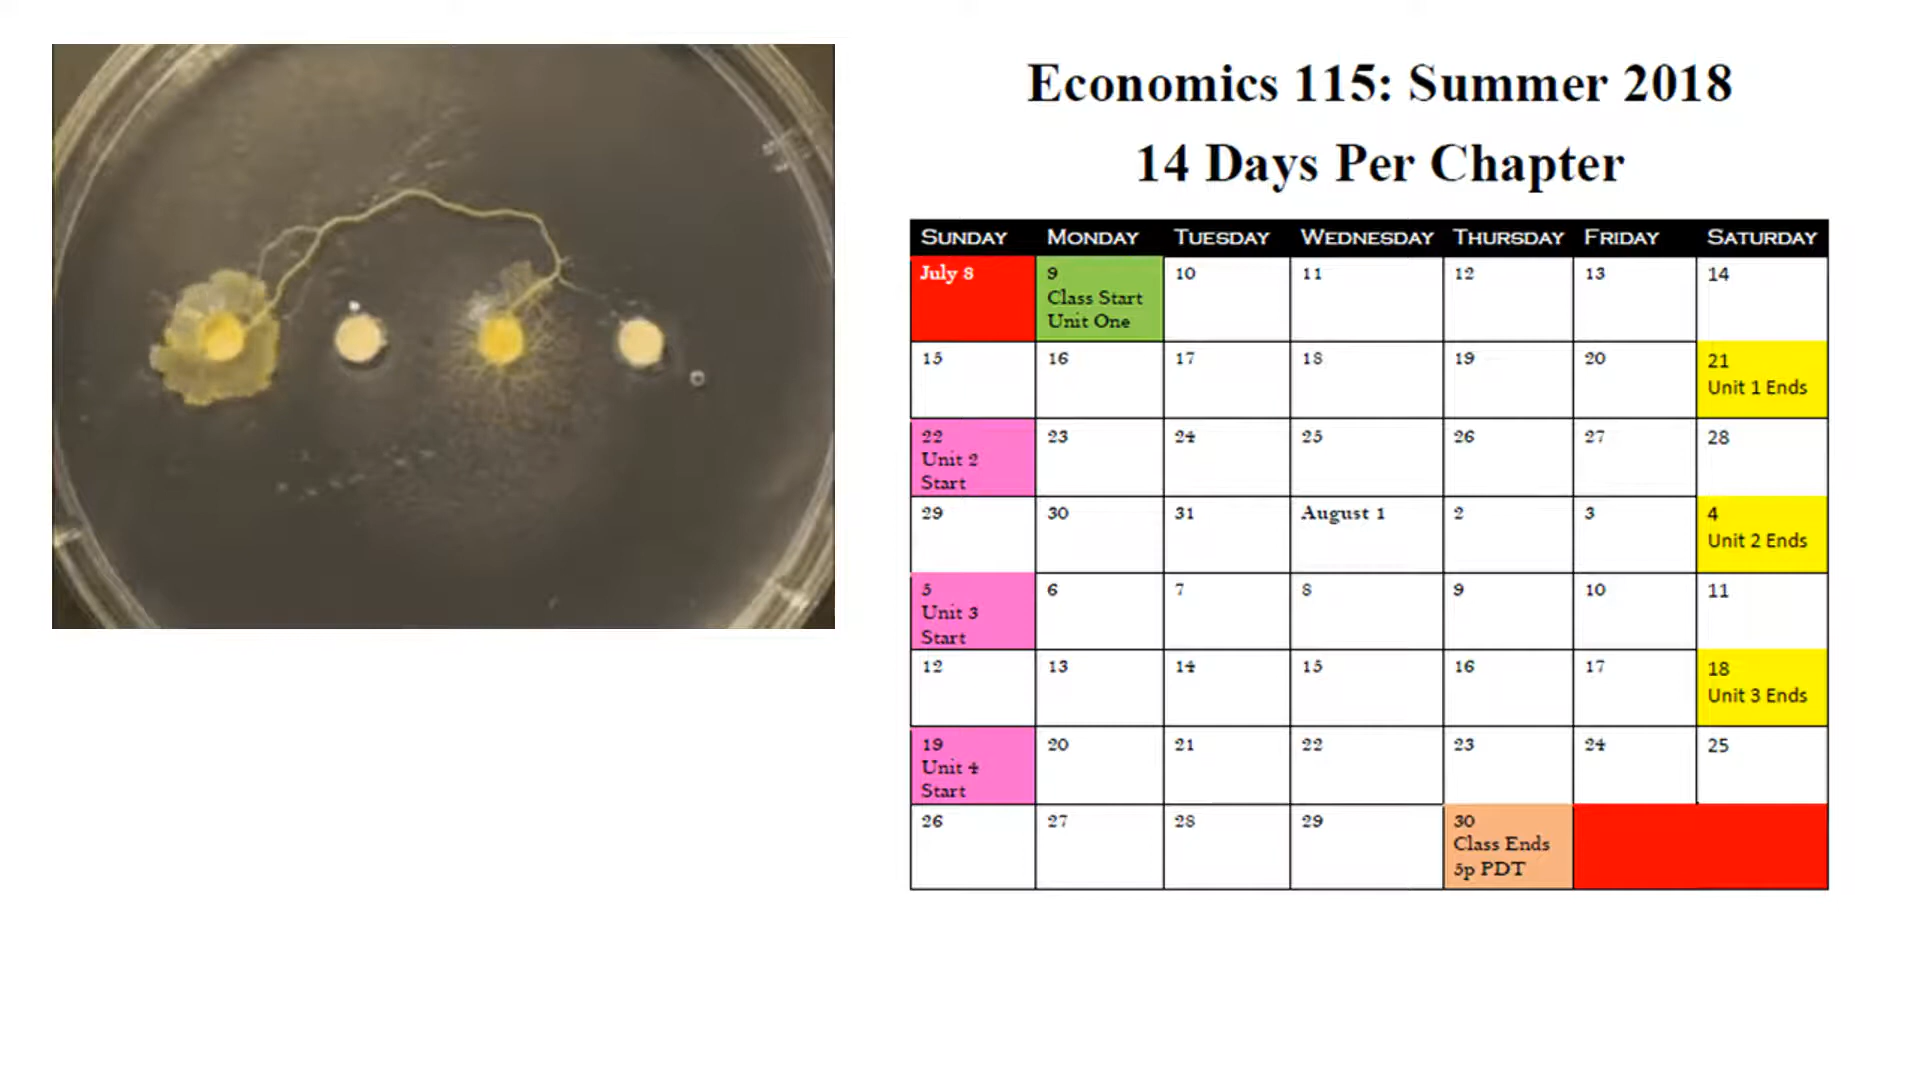 Economics 115: Summer 2018
14 Days Per Chapter
SUNDAY MONDAY TUESDAY WEDNESDAY THURSDAY FRIDAY SATURDAY
July 8
9
Class Start
Unit One
10
11
12
13
14
15
16
17
18
19
20
21
Unit 1 Ends
22
Unit 2
Start
23
24
25
26
27
28
29
30
31
August 1
2
3
4
Unit 2 Ends
5
Unit 3
Start
6
7
8
9
10
11
12
13
14
15
16
17
18
Unit 3 Ends
19
Unit 4
Start
20
21
22
23
24
25
26
27
28
29
30
Class Ends
5p PDT